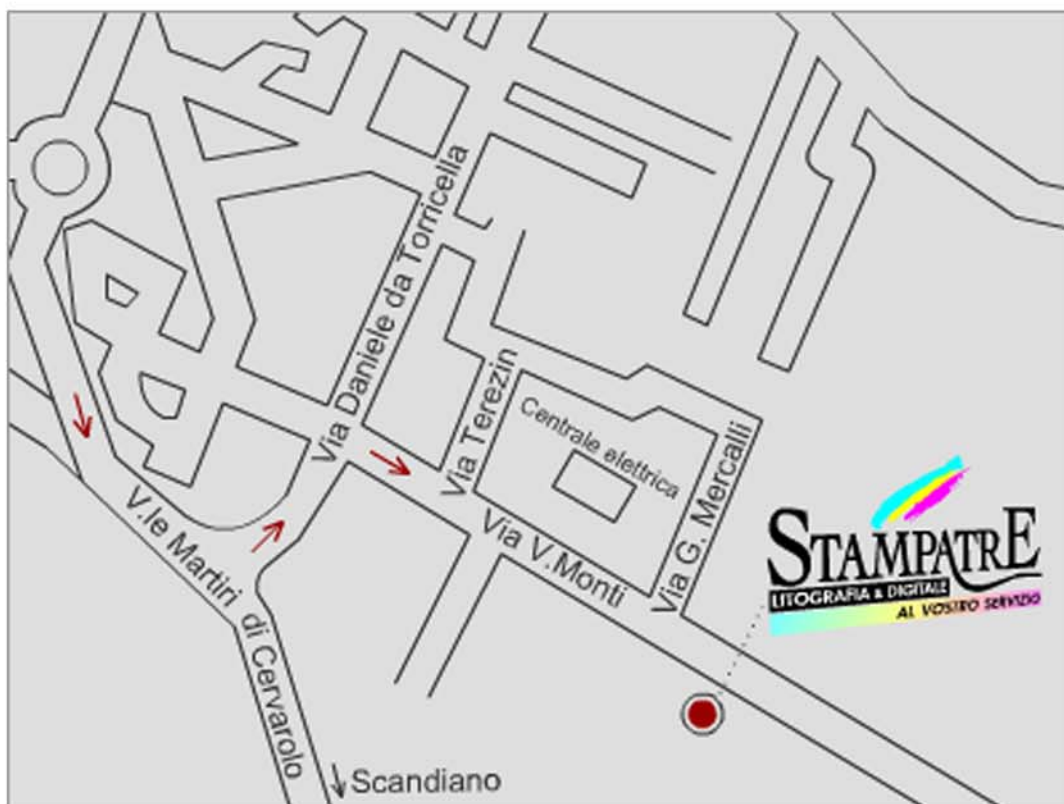 Via Daniele da Torricella
Via Terezin
Centrale elettrica
Via G. Mercalli
V.le Martiri di Cervarolo
Via V.Monti
STAMPATRE
LITOGRAFIA & DIGITALE
AL VOSTRO SERVIZIO
Scandiano